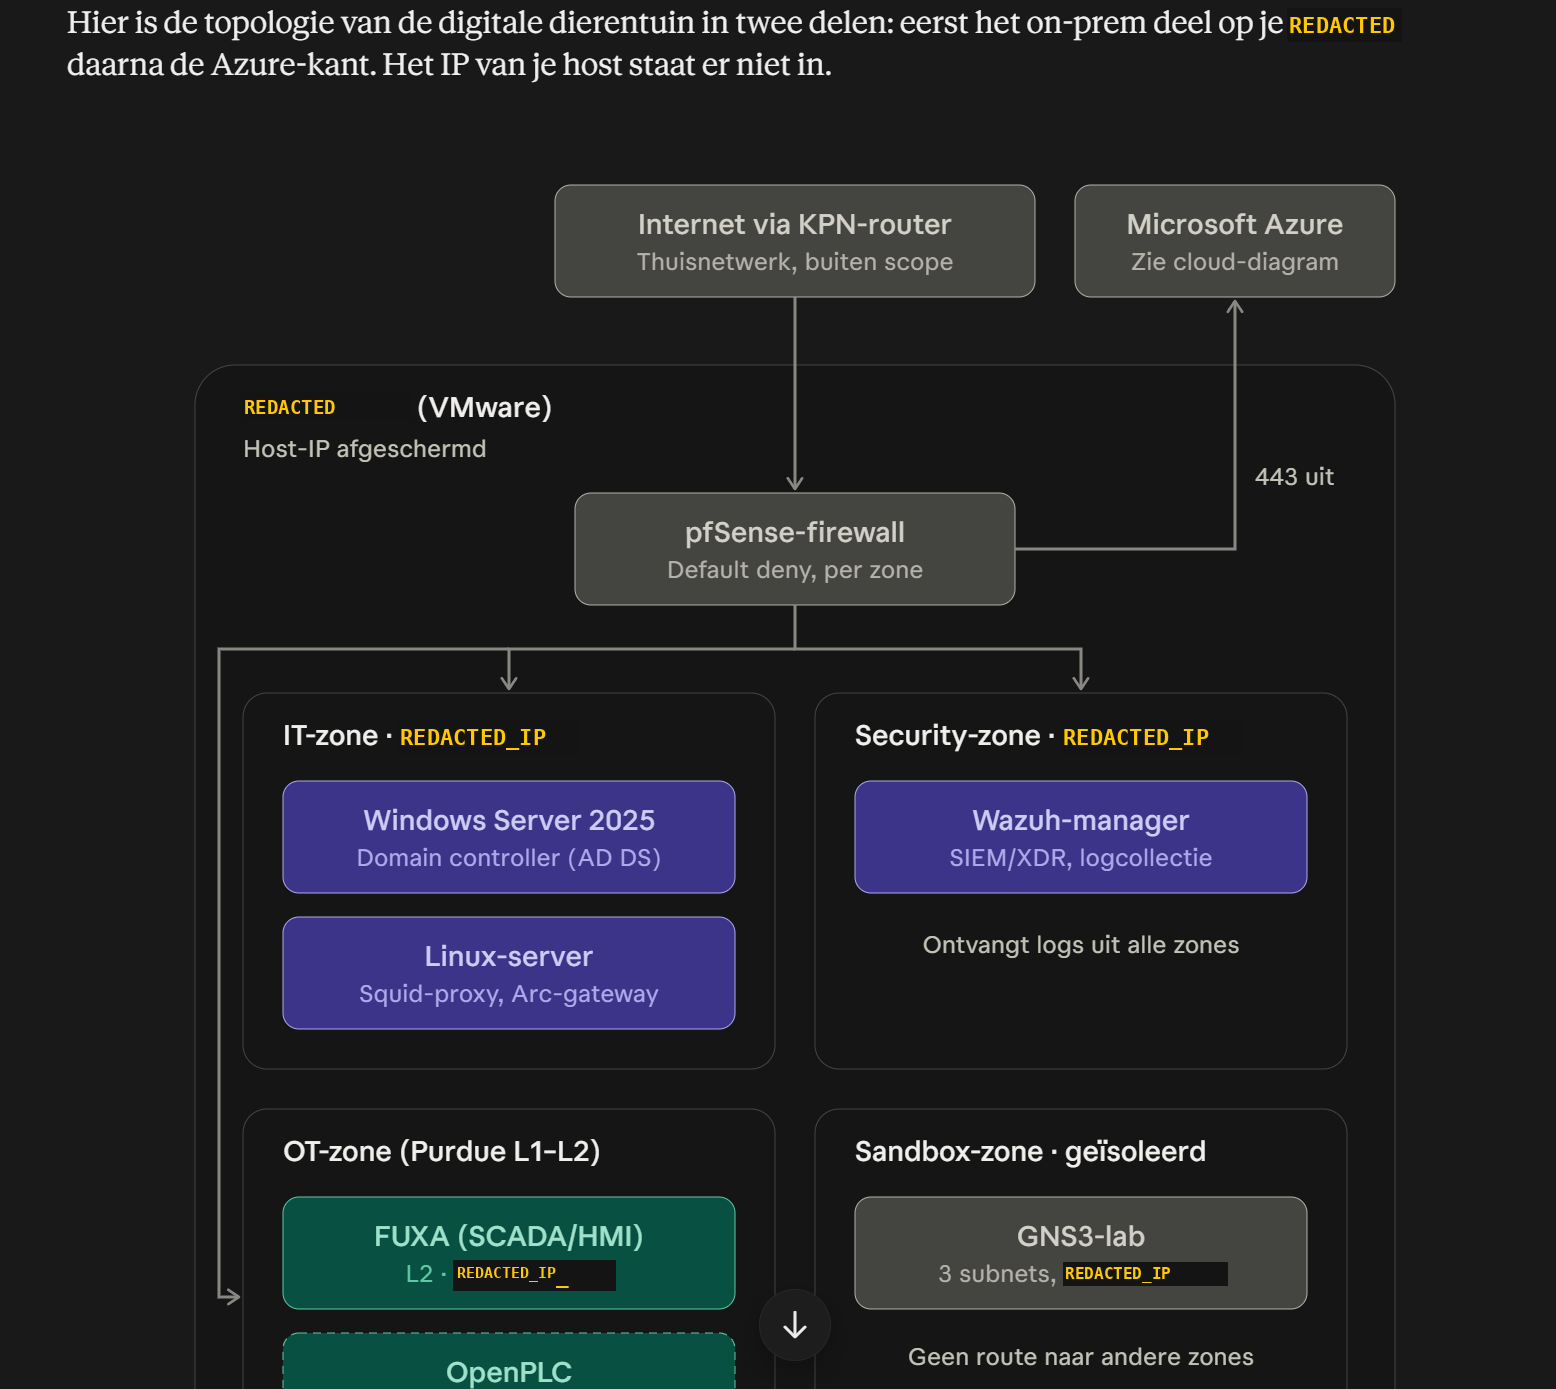 Hier is de topologie van de digitale dierentuin in twee delen: eerst het on-prem deel op je REDACTED
daarna de Azure-kant. Het IP van je host staat er niet in.
Internet via KPN-router
Thuisnetwerk, buiten scope
Microsoft Azure
Zie cloud-diagram
REDACTED (VMware)
Host-IP afgeschermd
443 uit
pfSense-firewall
Default deny, per zone
IT-zone · REDACTED_IP
Windows Server 2025
Domain controller (AD DS)
Linux-server
Squid-proxy, Arc-gateway
Security-zone · REDACTED_IP
Wazuh-manager
SIEM/XDR, logcollectie
Ontvangt logs uit alle zones
OT-zone (Purdue L1–L2)
FUXA (SCADA/HMI)
L2 · REDACTED_IP_
OpenPLC
Sandbox-zone · geïsoleerd
GNS3-lab
3 subnets, REDACTED_IP
Geen route naar andere zones